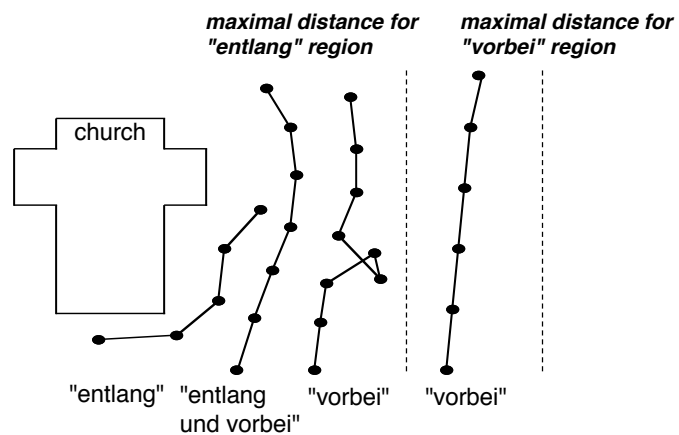 maximal distance for
"entlang" region
maximal distance for
"vorbei" region
church
"entlang"
"entlang
und vorbei"
"vorbei"
"vorbei"